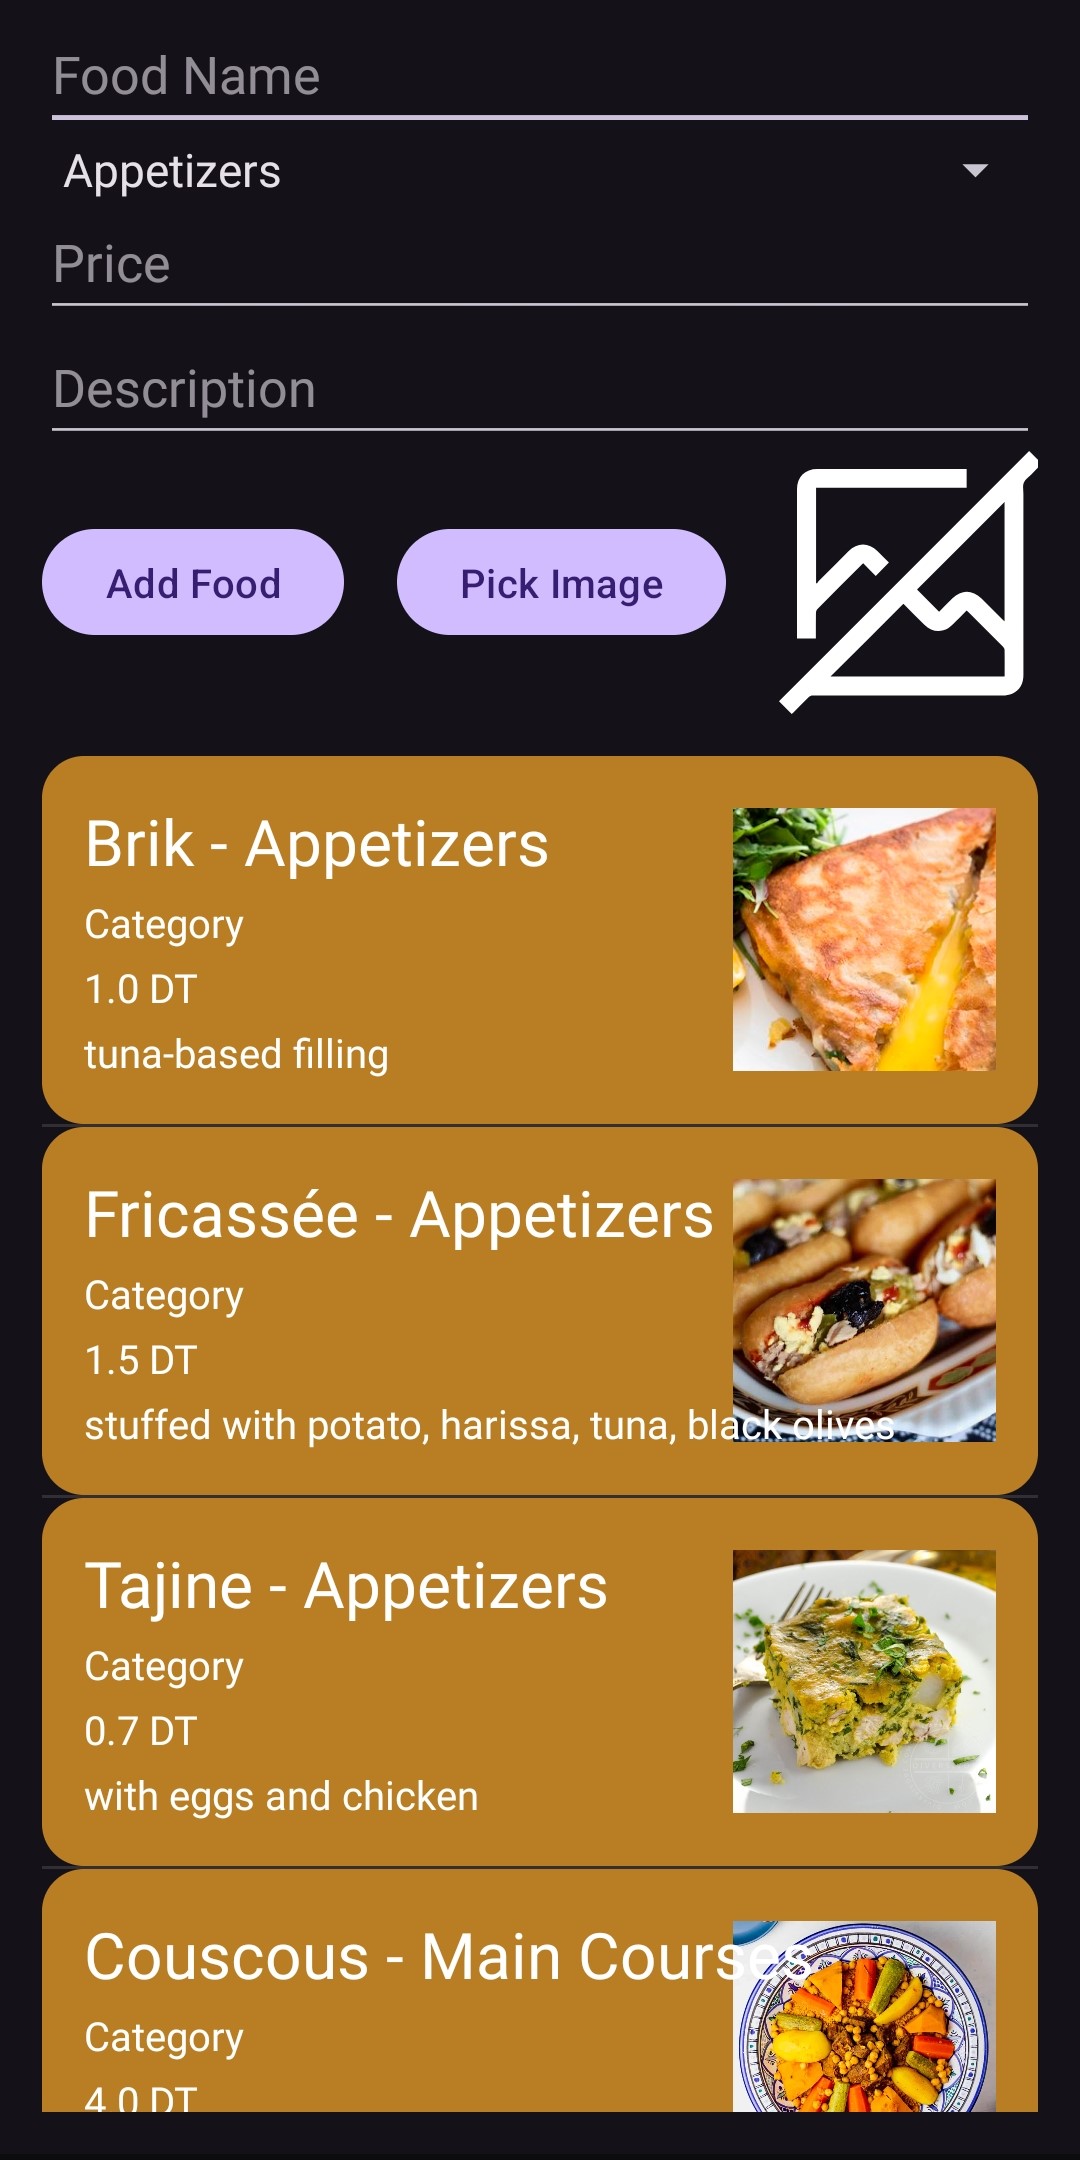 Food Name
Appetizers
Price
Description
Add Food
Pick Image
Brik - Appetizers
Category
1.0 DT
tuna-based filling
Fricassée - Appetizers
Category
1.5 DT
stuffed with potato, harissa, tuna, black olives
Tajine - Appetizers
Category
0.7 DT
with eggs and chicken
Couscous - Main Courses
Category
4.0 DT